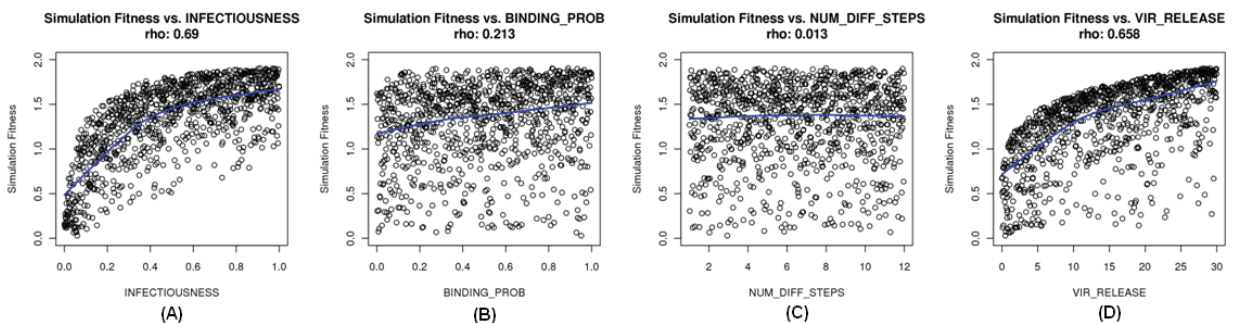 Simulation Fitness vs. INFECTIOUSNESS
rho: 0.69
Simulation Fitness
2.0
1.5
1.0
0.5
0.0
0.0 0.2 0.4 0.6 0.8 1.0
INFECTIOUSNESS
(A)
Simulation Fitness vs. BINDING_PROB
rho: 0.213
Simulation Fitness
2.0
1.5
1.0
0.5
0.0
0.0 0.2 0.4 0.6 0.8 1.0
BINDING_PROB
(B)
Simulation Fitness vs. NUM_DIFF_STEPS
rho: 0.013
Simulation Fitness
2.0
1.5
1.0
0.5
0.0
2 4 6 8 10 12
NUM_DIFF_STEPS
(C)
Simulation Fitness vs. VIR_RELEASE
rho: 0.658
Simulation Fitness
2.0
1.5
1.0
0.5
0.0
0 5 10 15 20 25 30
VIR_RELEASE
(D)